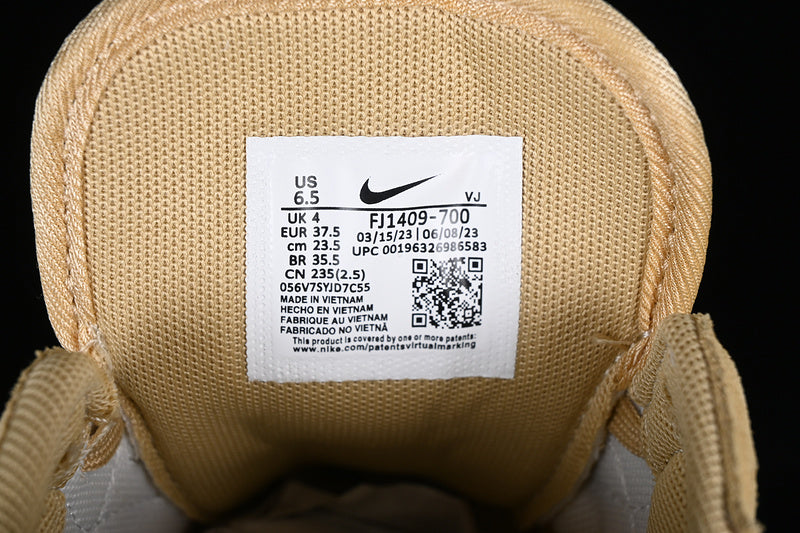 US
6.5
VJ
UK 4
EUR 37.5
cm 23.5
BR 35.5
CN 235(2.5)
056V7SYJD7C55
FJ1409-700
03/15/23 | 06/08/23
UPC 00196326986583
MADE IN VIETNAM
HECHO EN VIETNAM
FABRIQUE AU VIETNAM
FABRICADO NO VIETNÃ
This product is covered by one or more patents:
www.nike.com/patentsvirtualmarking